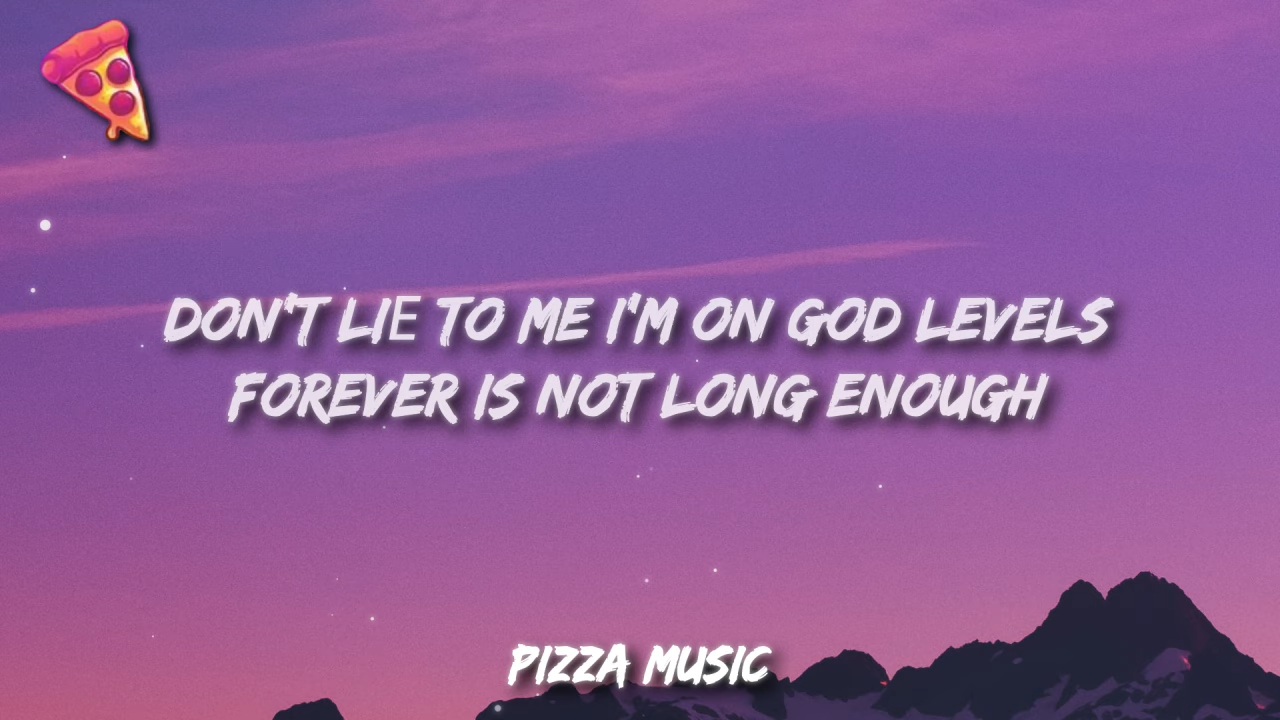 DON'T LIE TO ME I'M ON GOD LEVELS
FOREVER IS NOT LONG ENOUGH
PIZZA MUSIC